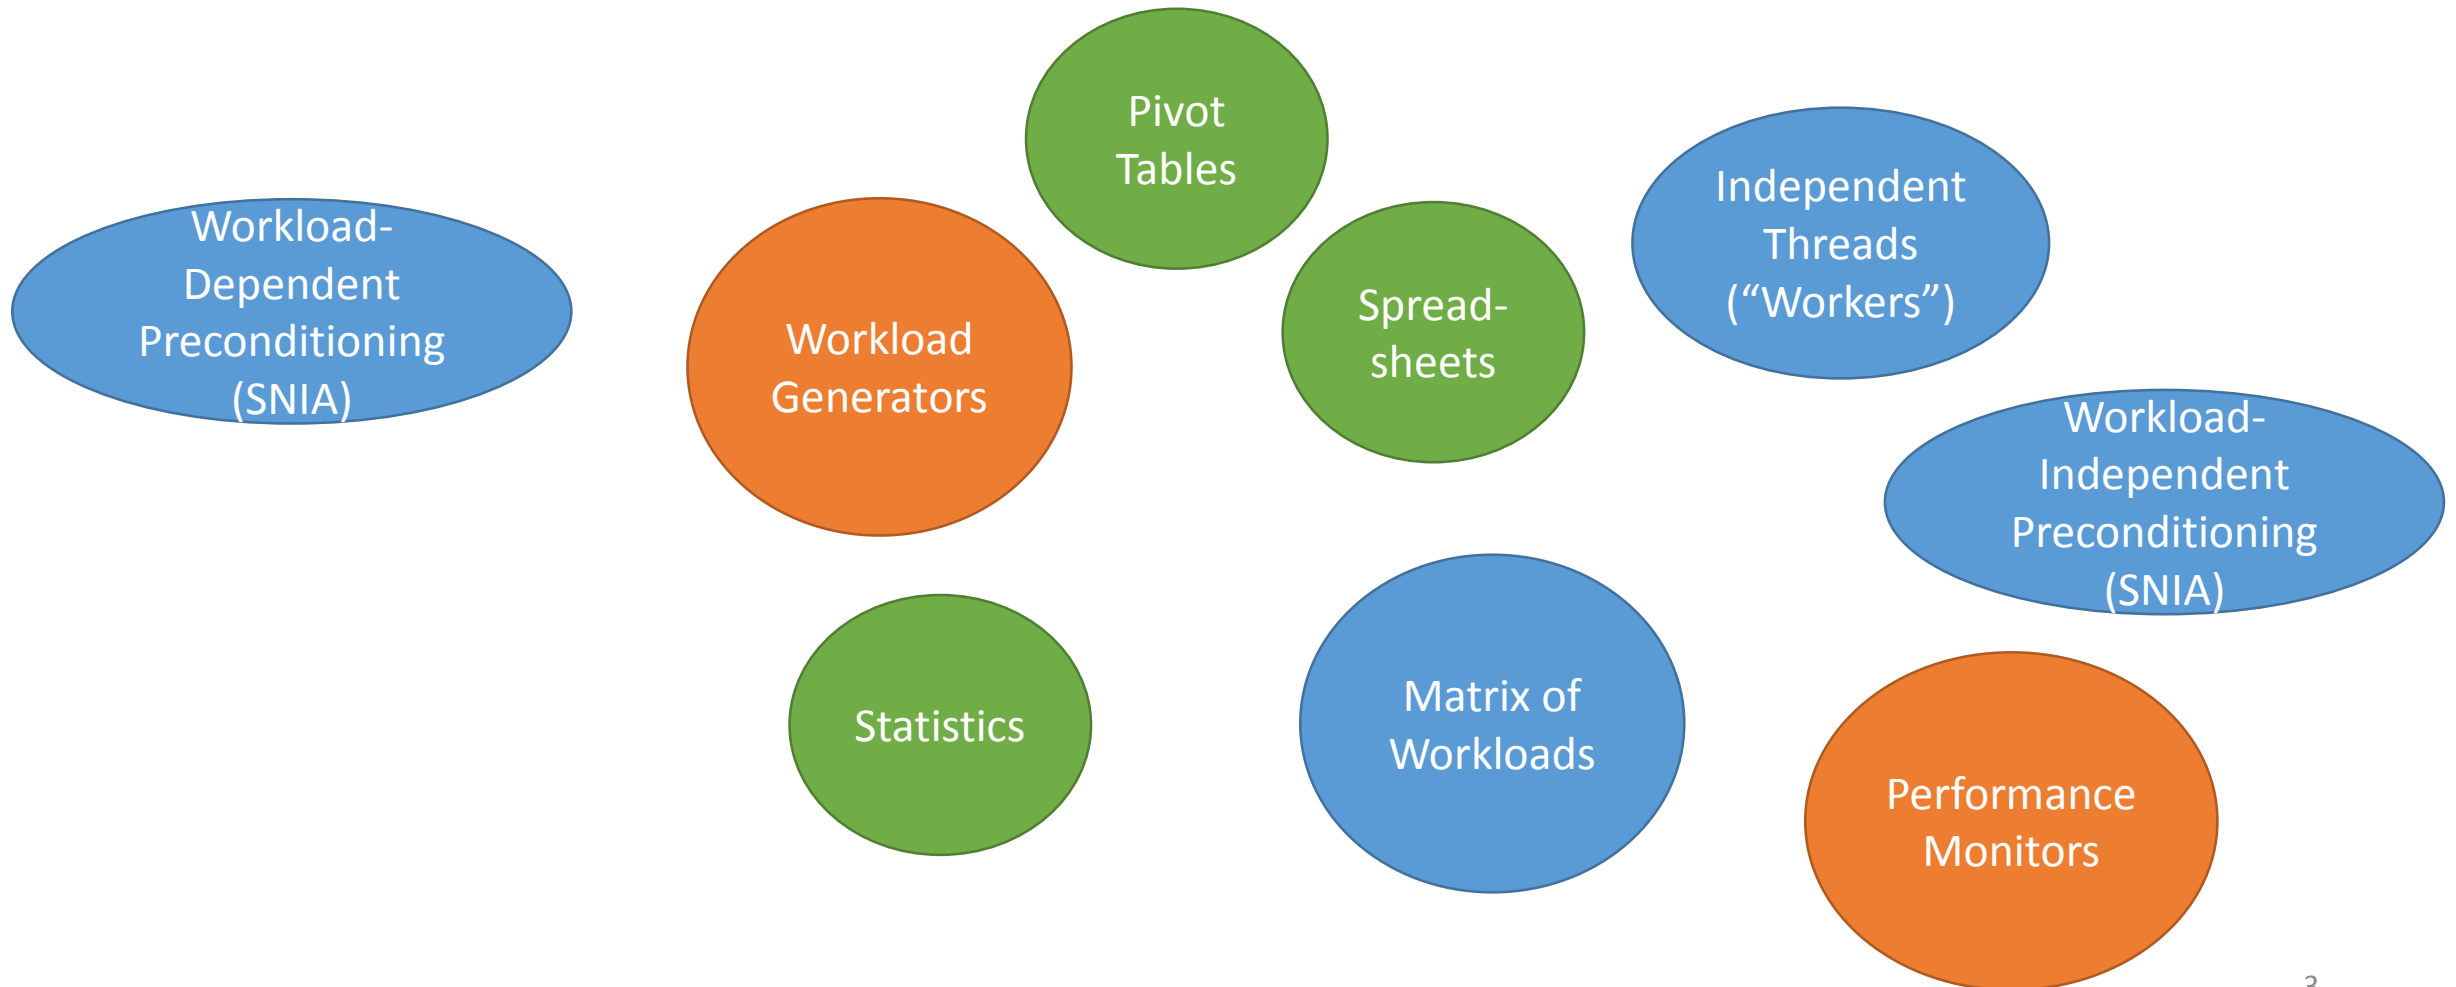 Pivot
Tables
Workload-
Dependent
Preconditioning
(SNIA)
Workload
Generators
Spread-
sheets
Independent
Threads
(“Workers”)
Workload-
Independent
Preconditioning
(SNIA)
Statistics
Matrix of
Workloads
Performance
Monitors
3